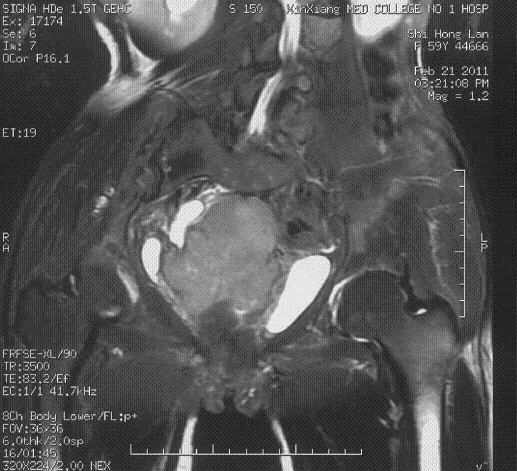 SIGNA HDe 1.5T GEHC
Ex: 17174
Se: 6
Im: 7
OCor P16.1
S 150
XinXiang MED COLLEGE NO 1 HOSP
Shi Hong Lan
F 59Y 44666
Feb 21 2011
03:21:08 PM
Mag = 1.2
ET:19
R
A
L
P
FRFSE-XL/90
TR:3500
TE:83.2/Ef
EC:1/1 41.7kHz
8Ch Body Lower/FL:p+
FOV:36x36
6.0thk/2.0sp
16/01:45
320X224/2.00 NEX
v^